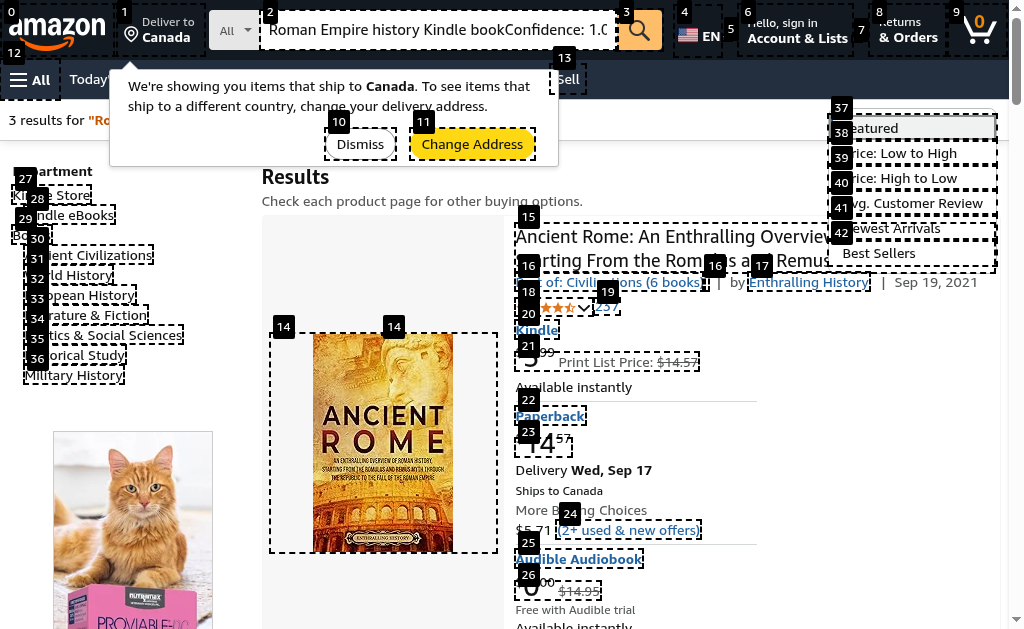 0 1 2 3 4 5 6 7 8 9
amazon
Deliver to
Canada
All
Roman Empire history Kindle bookConfidence: 1.0
EN
Hello, sign in
Account & Lists
Returns
& Orders
0
12
All
Today'
13
Sell
We're showing you items that ship to Canada. To see items that
ship to a different country, change your delivery address.
10 11
Dismiss
Change Address
3 results for "Ro
37
Featured
38
Price: Low to High
39
Price: High to Low
40
Avg. Customer Review
41
Newest Arrivals
42
Best Sellers
Department
27
Kindle Store
28
Kindle eBooks
29
30
Ancient Civilizations
31
World History
32
European History
33
Literature & Fiction
34
Politics & Social Sciences
35
Historical Study
36
Military History
Results
Check each product page for other buying options.
15
Ancient Rome: An Enthralling Overview
Starting From the Romulus and Remus
16 16 17
Part of: Civilizations (6 books) | by Enthralling History | Sep 19, 2021
18 19
237
20
Kindle
21
99 Print List Price: $14.57
Available instantly
22
Paperback
23
14 57
Delivery Wed, Sep 17
Ships to Canada
More Buying Choices
24
$5.71 (2+ used & new offers)
25
Audible Audiobook
26
0 00 $14.95
Free with Audible trial
Available instantly
14 14
ANCIENT
ROME
AN ENTHRALLING OVERVIEW OF ROMAN HISTORY,
STARTING FROM THE ROMULUS AND REMUS MYTH THROUGH
THE REPUBLIC TO THE FALL OF THE ROMAN EMPIRE
ENTHRALLING HISTORY
nutramax
PROVIABLE-DC